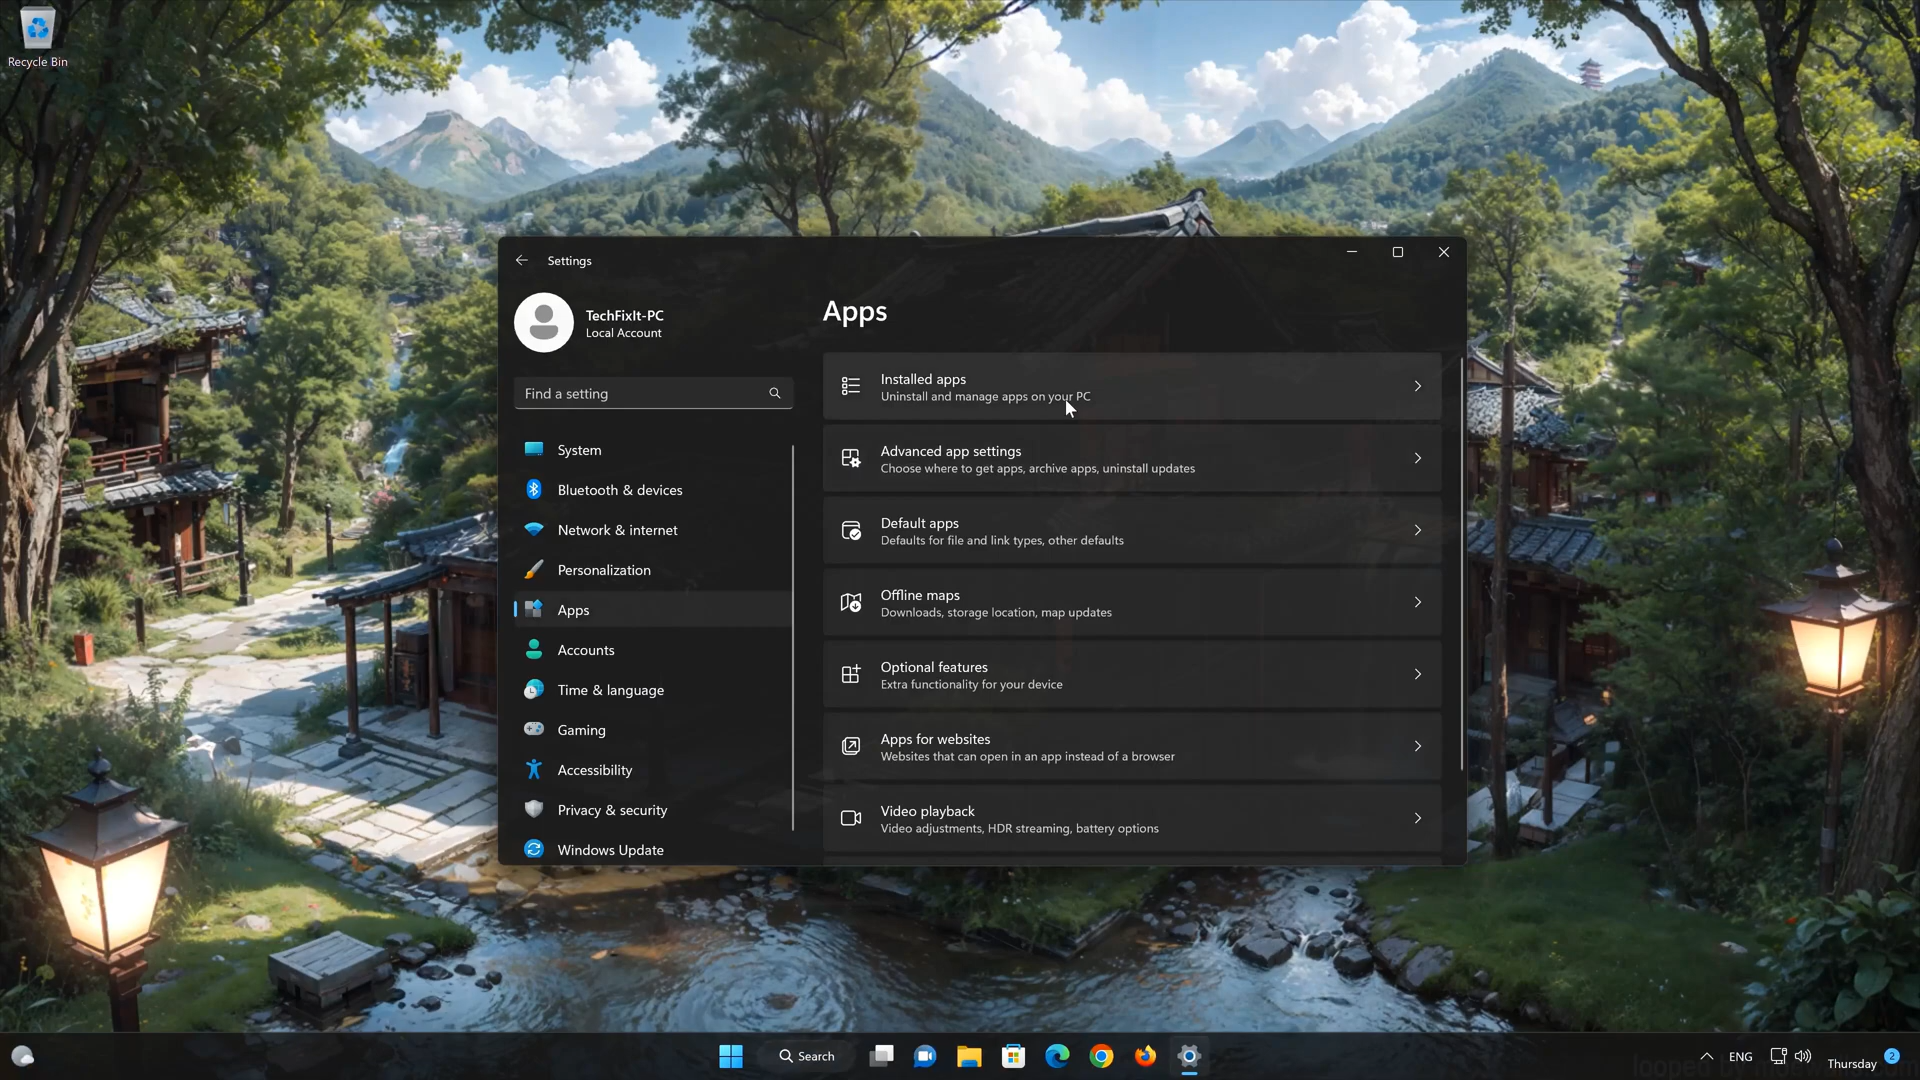 Recycle Bin
Settings
TechFixIt-PC
Local Account
Find a setting
System
Bluetooth & devices
Network & internet
Personalization
Apps
Accounts
Time & language
Gaming
Accessibility
Privacy & security
Windows Update
Apps
Installed apps
Uninstall and manage apps on your PC
Advanced app settings
Choose where to get apps, archive apps, uninstall updates
Default apps
Defaults for file and link types, other defaults
Offline maps
Downloads, storage location, map updates
Optional features
Extra functionality for your device
Apps for websites
Websites that can open in an app instead of a browser
Video playback
Video adjustments, HDR streaming, battery options
Search
ENG
Thursday
2